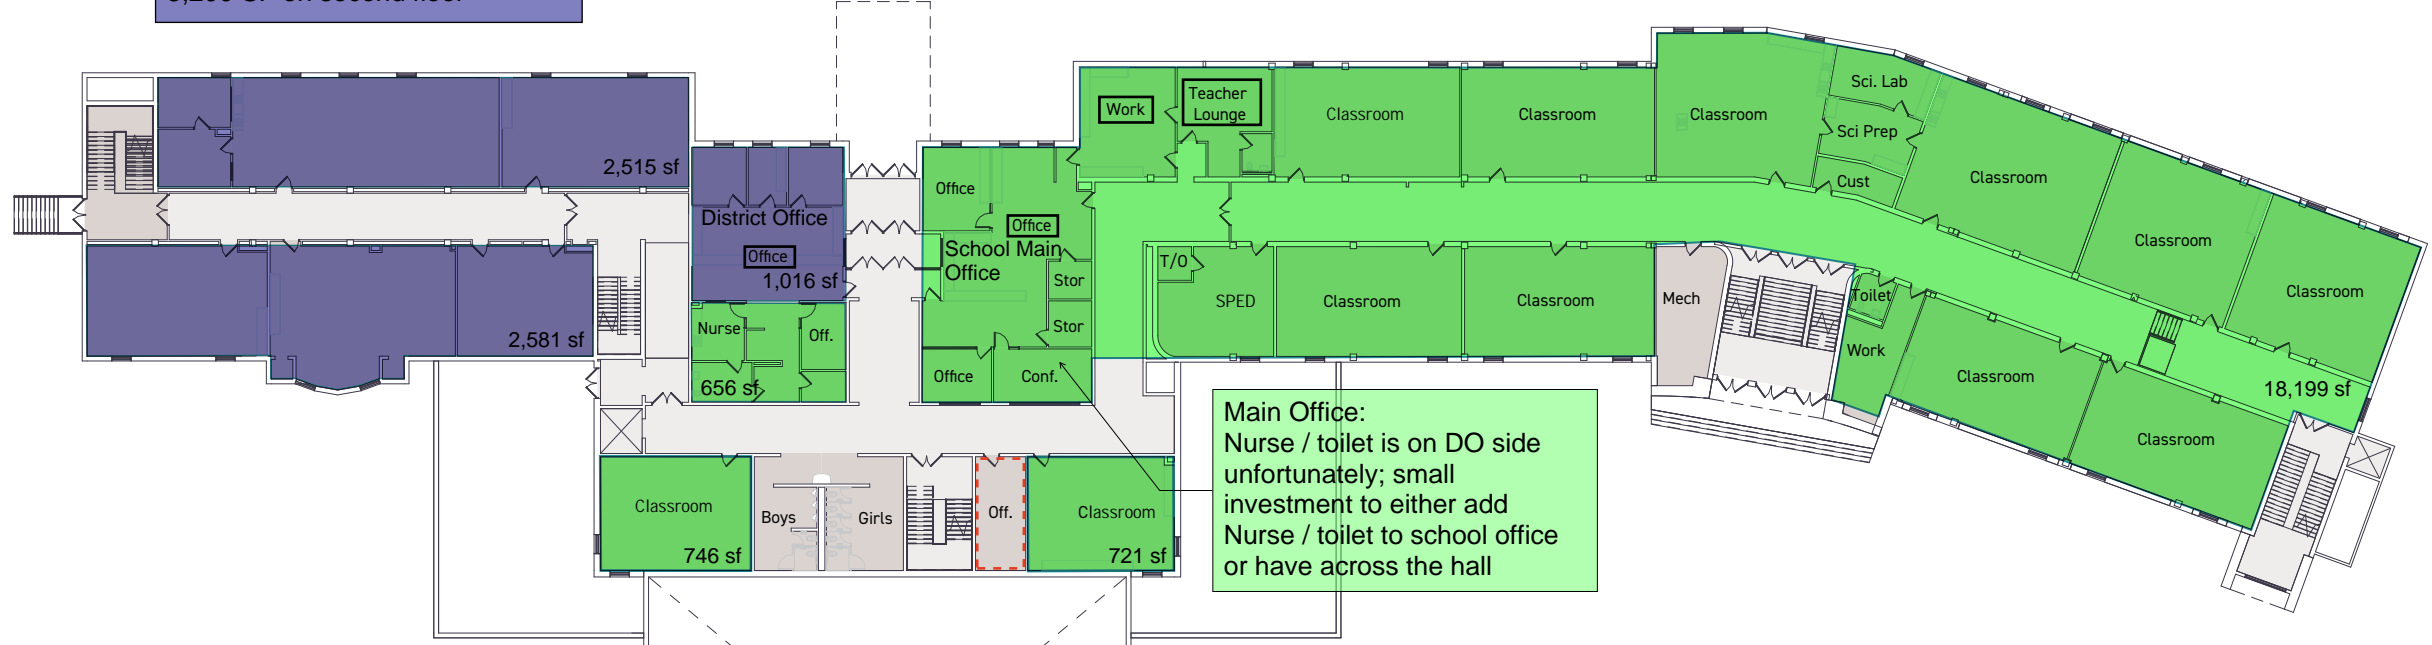 2,515 sf
District Office
Office
1,016 sf
2,581 sf
Nurse
Off.
656 sf
Office
Office
School Main
Office
Stor
Stor
Office
Conf.
Work
Teacher
Lounge
Classroom
Classroom
Classroom
Sci. Lab
Sci Prep
Cust
Classroom
Classroom
Classroom
T/O
SPED
Classroom
Classroom
Mech
Toilet
Work
Classroom
Classroom
18,199 sf
Classroom
746 sf
Boys
Girls
Off.
Classroom
721 sf
Main Office:
Nurse / toilet is on DO side
unfortunately; small
investment to either add
Nurse / toilet to school office
or have across the hall